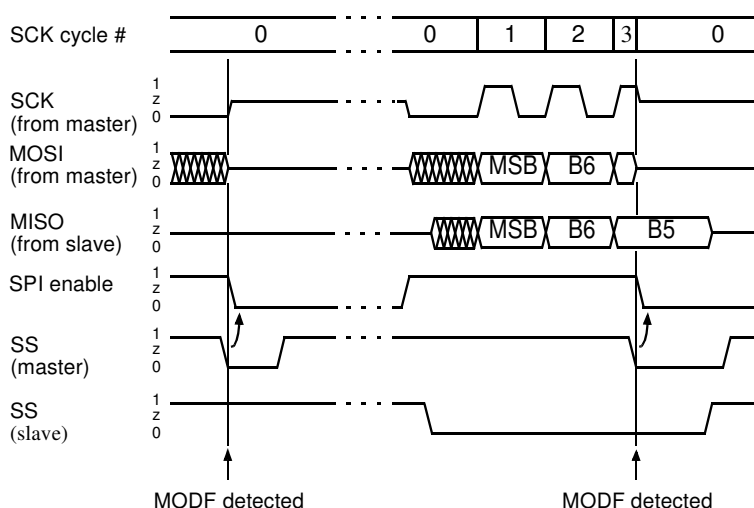 SCK cycle # 0 0 1 2 3 0
SCK
(from master)
1
z
0
MOSI
(from master)
1
z
0
MSB B6
MISO
(from slave)
1
z
0
MSB B6 B5
SPI enable
1
z
0
SS
(master)
1
z
0
SS
(slave)
1
z
0
MODF detected MODF detected